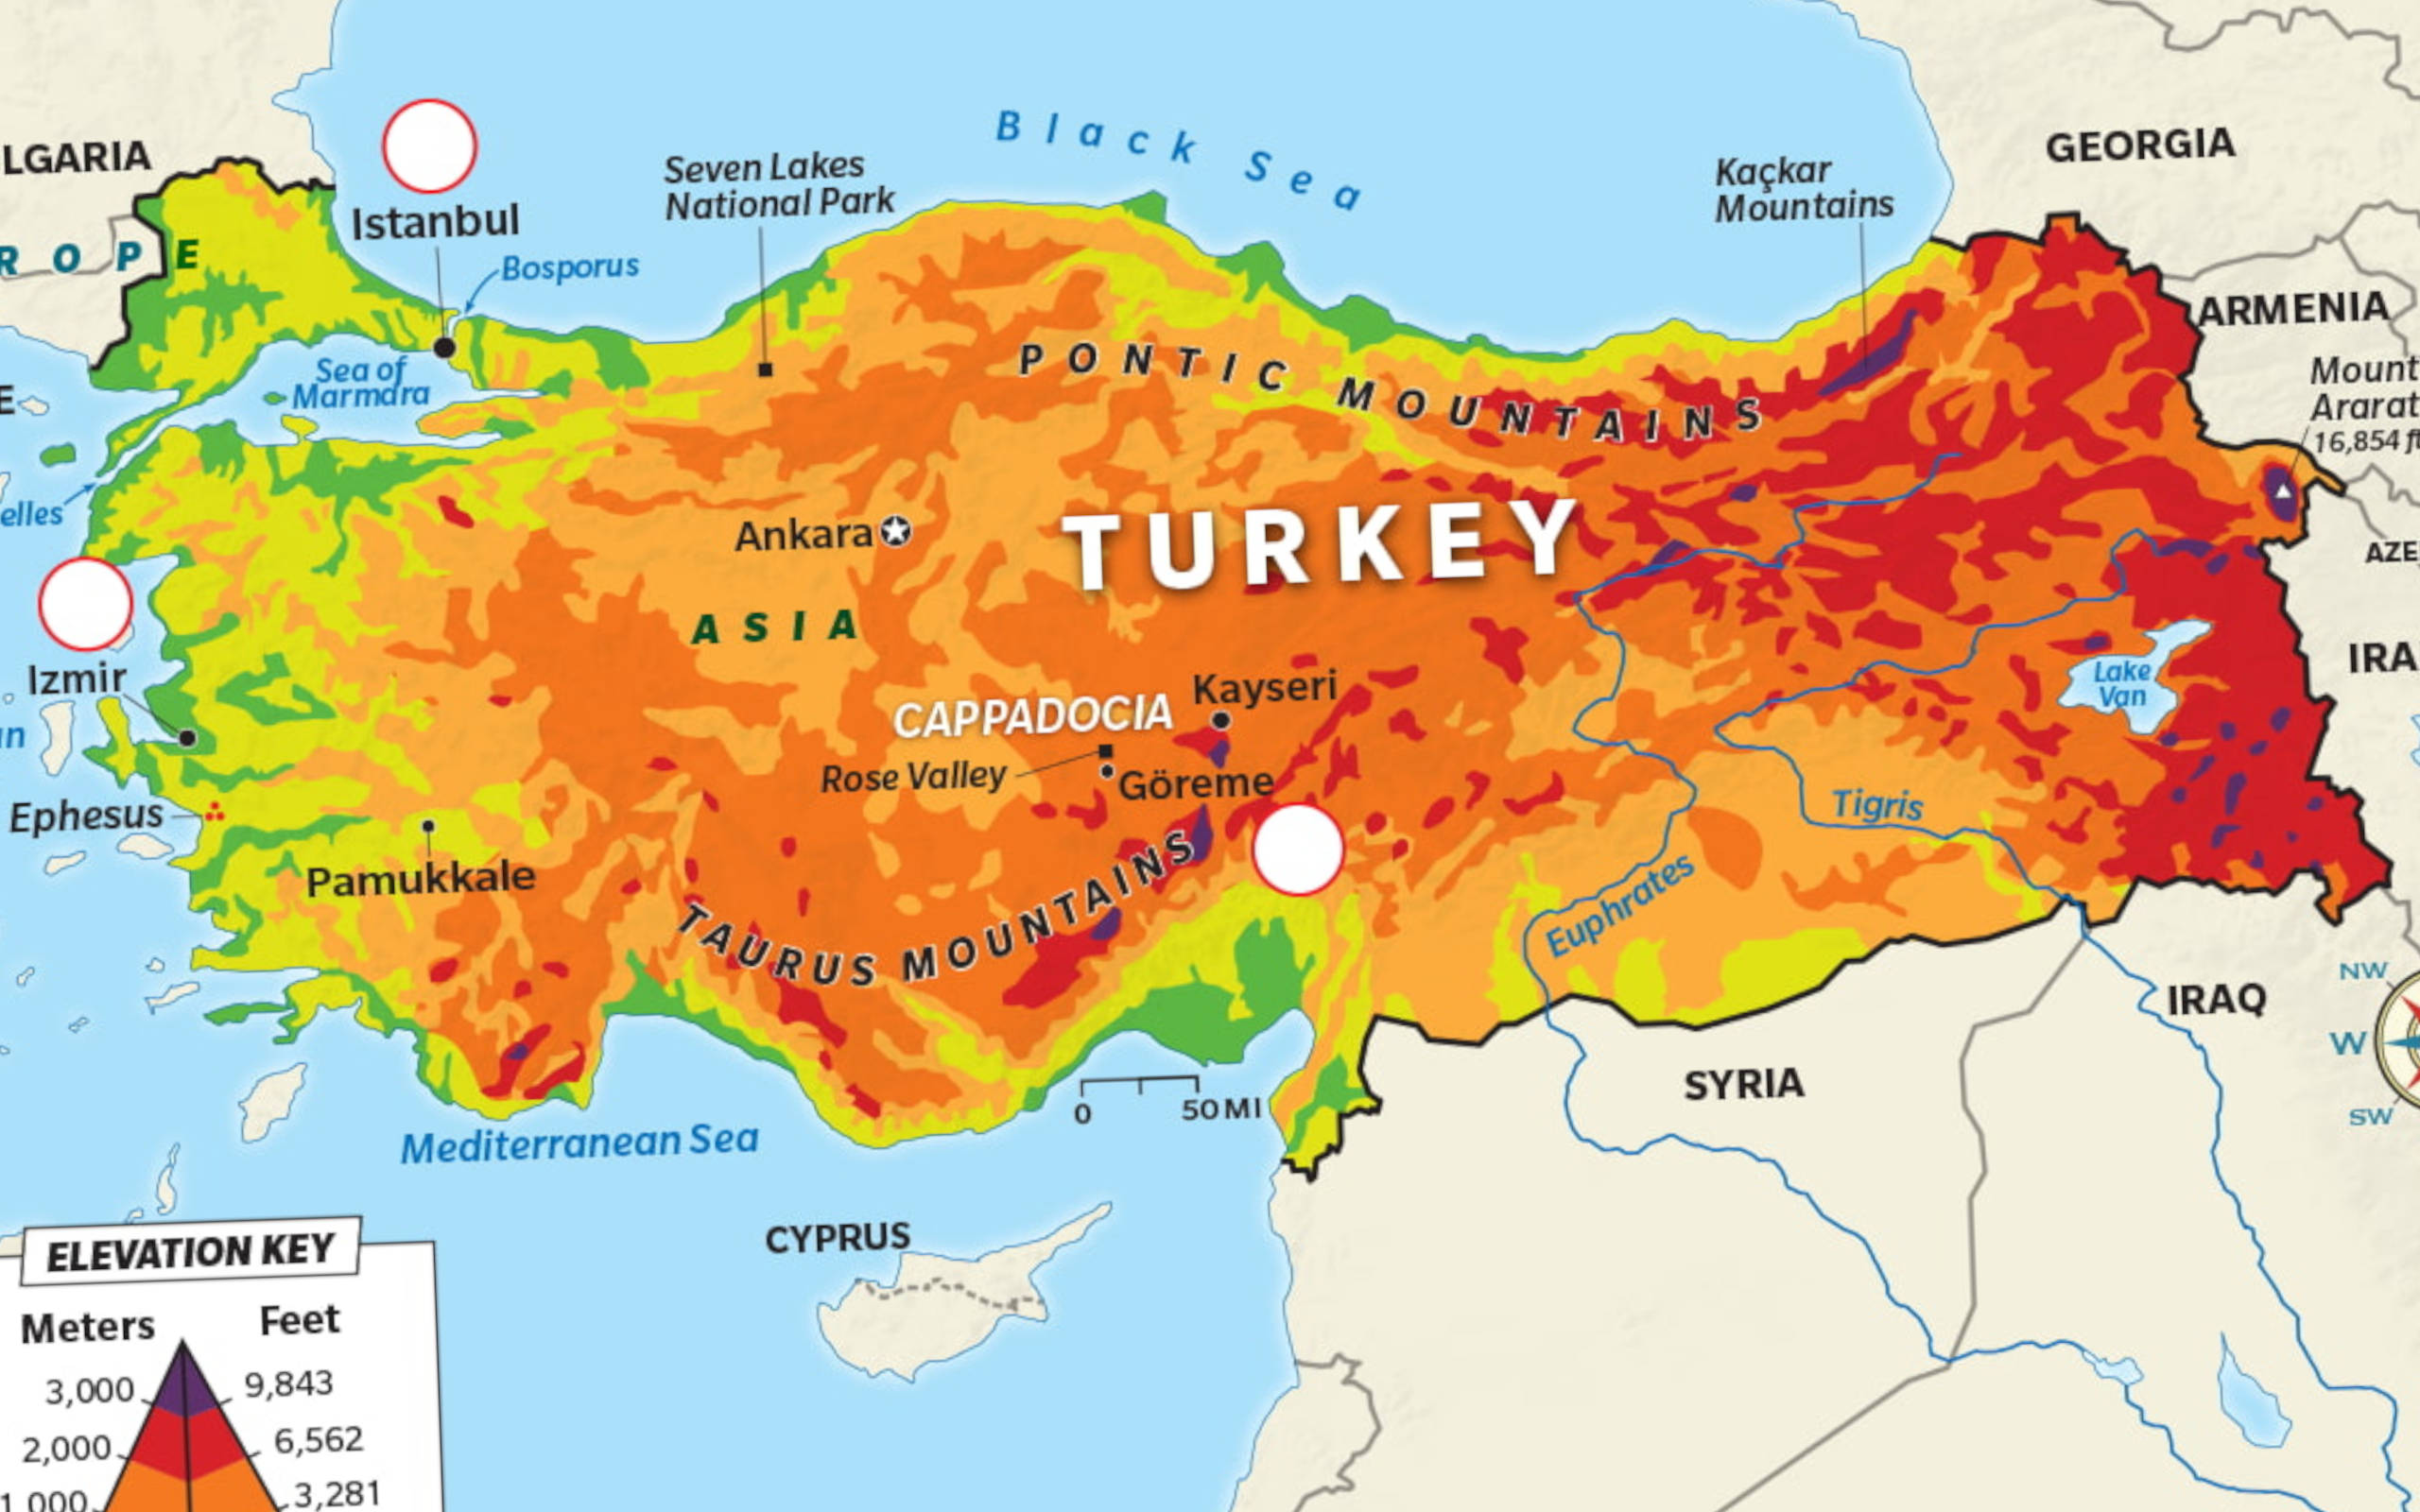 LGARIA
Istanbul
Bosporus
ROPE
Seven Lakes
National Park
Black Sea
Kaçkar
Mountains
GEORGIA
ARMENIA
Mount
Ararat
16,854 ft
AZE
IRA
E
Sea of
Marmara
elles
PONTIC MOUNTAINS
TURKEY
Ankara
ASIA
Izmir
an
Ephesus
Pamukkale
CAPPADOCIA
Kayseri
Rose Valley
Göreme
TAURUS MOUNTAINS
Lake
Van
Tigris
Euphrates
Mediterranean Sea
0 50 MI
SYRIA
IRAQ
NW
W
SW
CYPRUS
ELEVATION KEY
Meters Feet
3,000 9,843
2,000 6,562
1,000 3,281